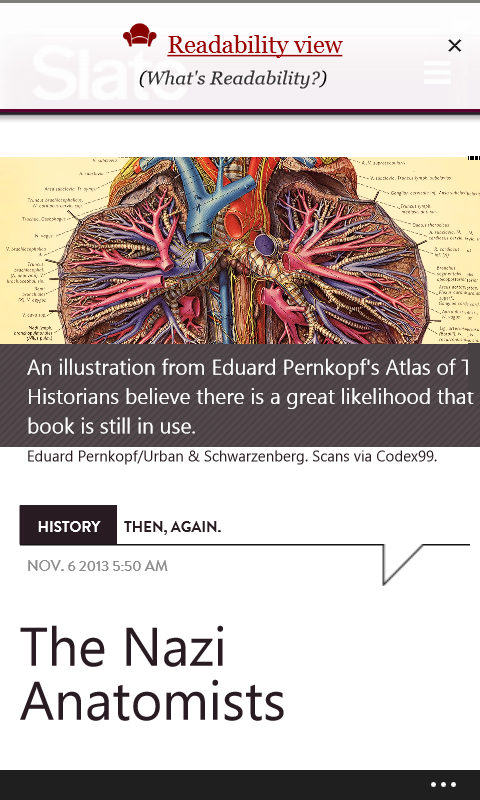 Readability view
Slate
(What's Readability?)
An illustration from Eduard Pernkopf's Atlas of T
Historians believe there is a great likelihood that
book is still in use.
Eduard Pernkopf/Urban & Schwarzenberg. Scans via Codex99.
HISTORY THEN, AGAIN.
NOV. 6 2013 5:50 AM
The Nazi
Anatomists